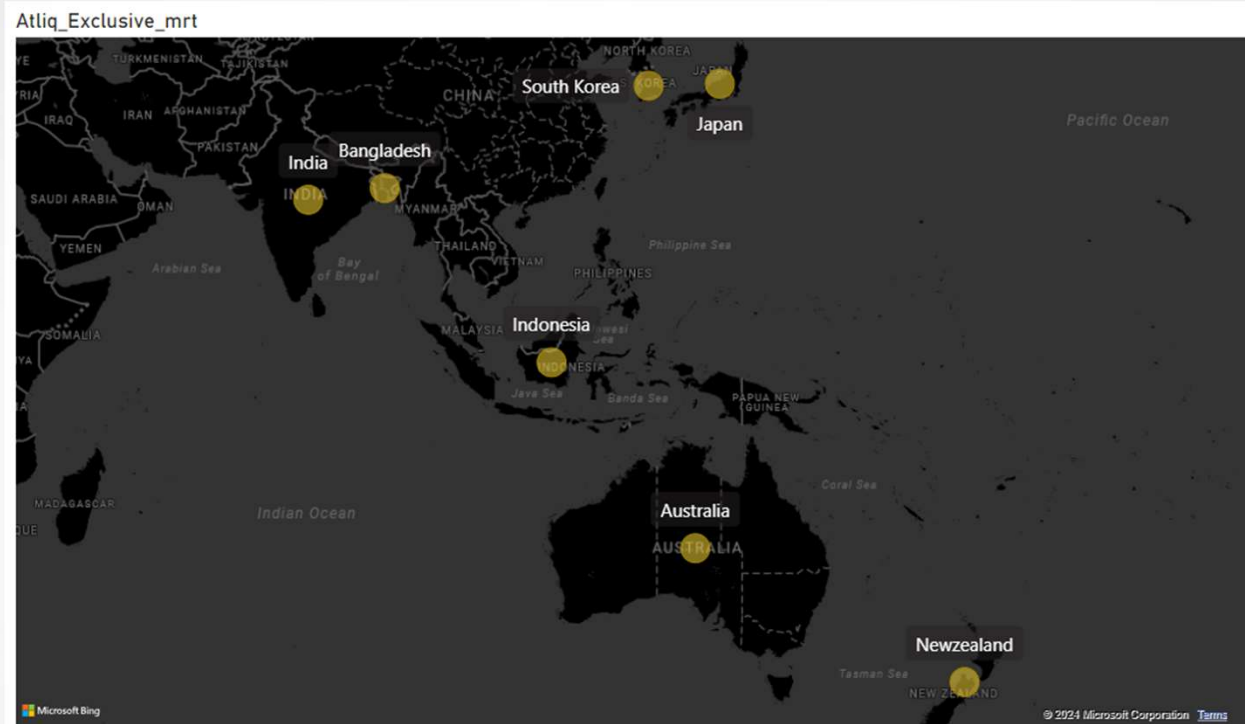 Atliq_Exclusive_mrt
TURKMENISTAN
TAJIKISTAN
NORTH KOREA
JAPAN
South Korea
S KOREA
CHINA
Japan
Pacific Ocean
IRAQ
IRAN
AFGHANISTAN
PAKISTAN
India
Bangladesh
INDIA
SAUDI ARABIA
OMAN
MYANMAR
YEMEN
THAILAND
Philippine Sea
Arabian Sea
Bay
of Bengal
VIETNAM
PHILIPPINES
SOMALIA
MALAYSIA
Indonesia
Sea
INDONESIA
Java Sea
Banda Sea
PAPUA NEW
GUINEA
MADAGASCAR
Indian Ocean
Coral Sea
Australia
AUSTRALIA
Newzealand
Tasman Sea
NEW ZEALAND
Microsoft Bing
© 2024 Microsoft Corporation Terms